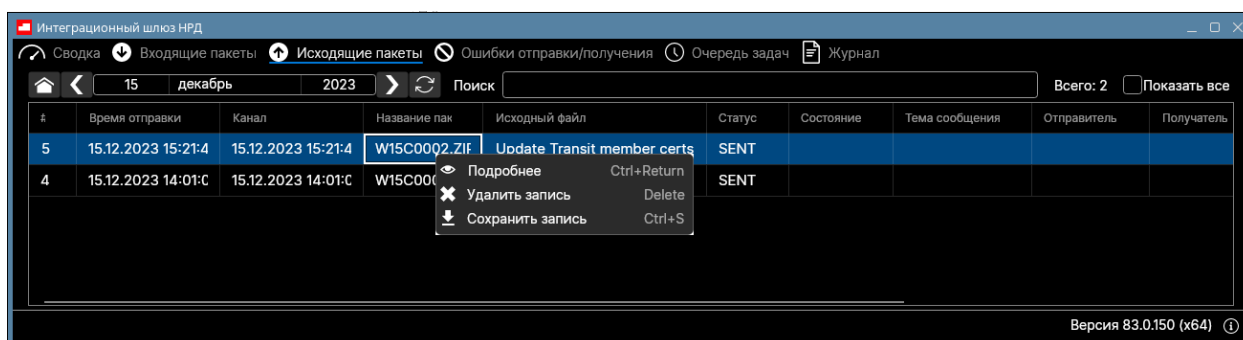 Интеграционный шлюз НРД
Сводка Входящие пакеты Исходящие пакеты Ошибки отправки/получения Очередь задач Журнал
15 декабрь 2023 Поиск Всего: 2 Показать все
# Время отправки Канал Название пак Исходный файл Статус Состояние Тема сообщения Отправитель Получатель
5 15.12.2023 15:21:4 15.12.2023 15:21:4 W15C0002.ZIF Update Transit member certs SENT
4 15.12.2023 14:01:0 15.12.2023 14:01:0 W15C000 SENT
Подробнее Ctrl+Return
Удалить запись Delete
Сохранить запись Ctrl+S
Версия 83.0.150 (x64)